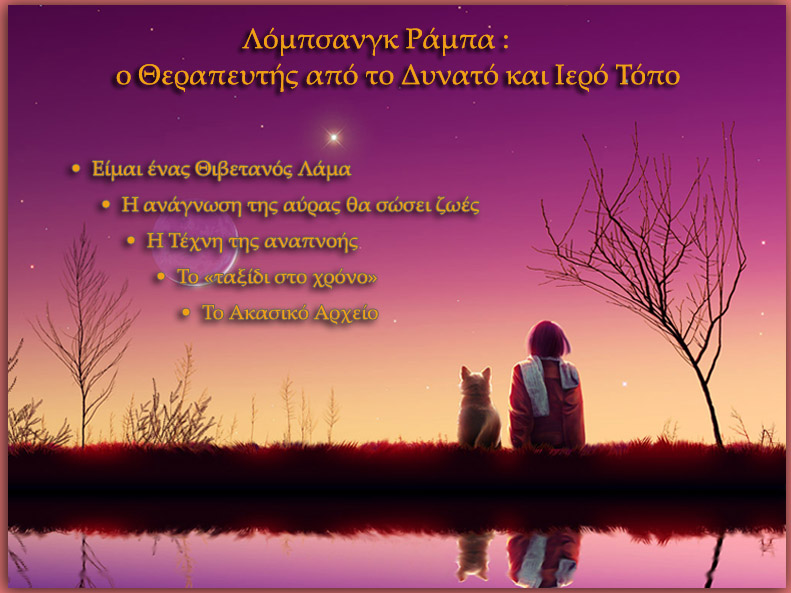 Λόμπσανγκ Ράμπα :
ο Θεραπευτής από το Δυνατό και Ιερό Τόπο
• Είμαι ένας Θιβετανός Λάμα
• Η ανάγνωση της αύρας θα σώσει ζωές
• Η Τέχνη της αναπνοής
• Το «ταξίδι στο χρόνο»
• Το Ακασικό Αρχείο